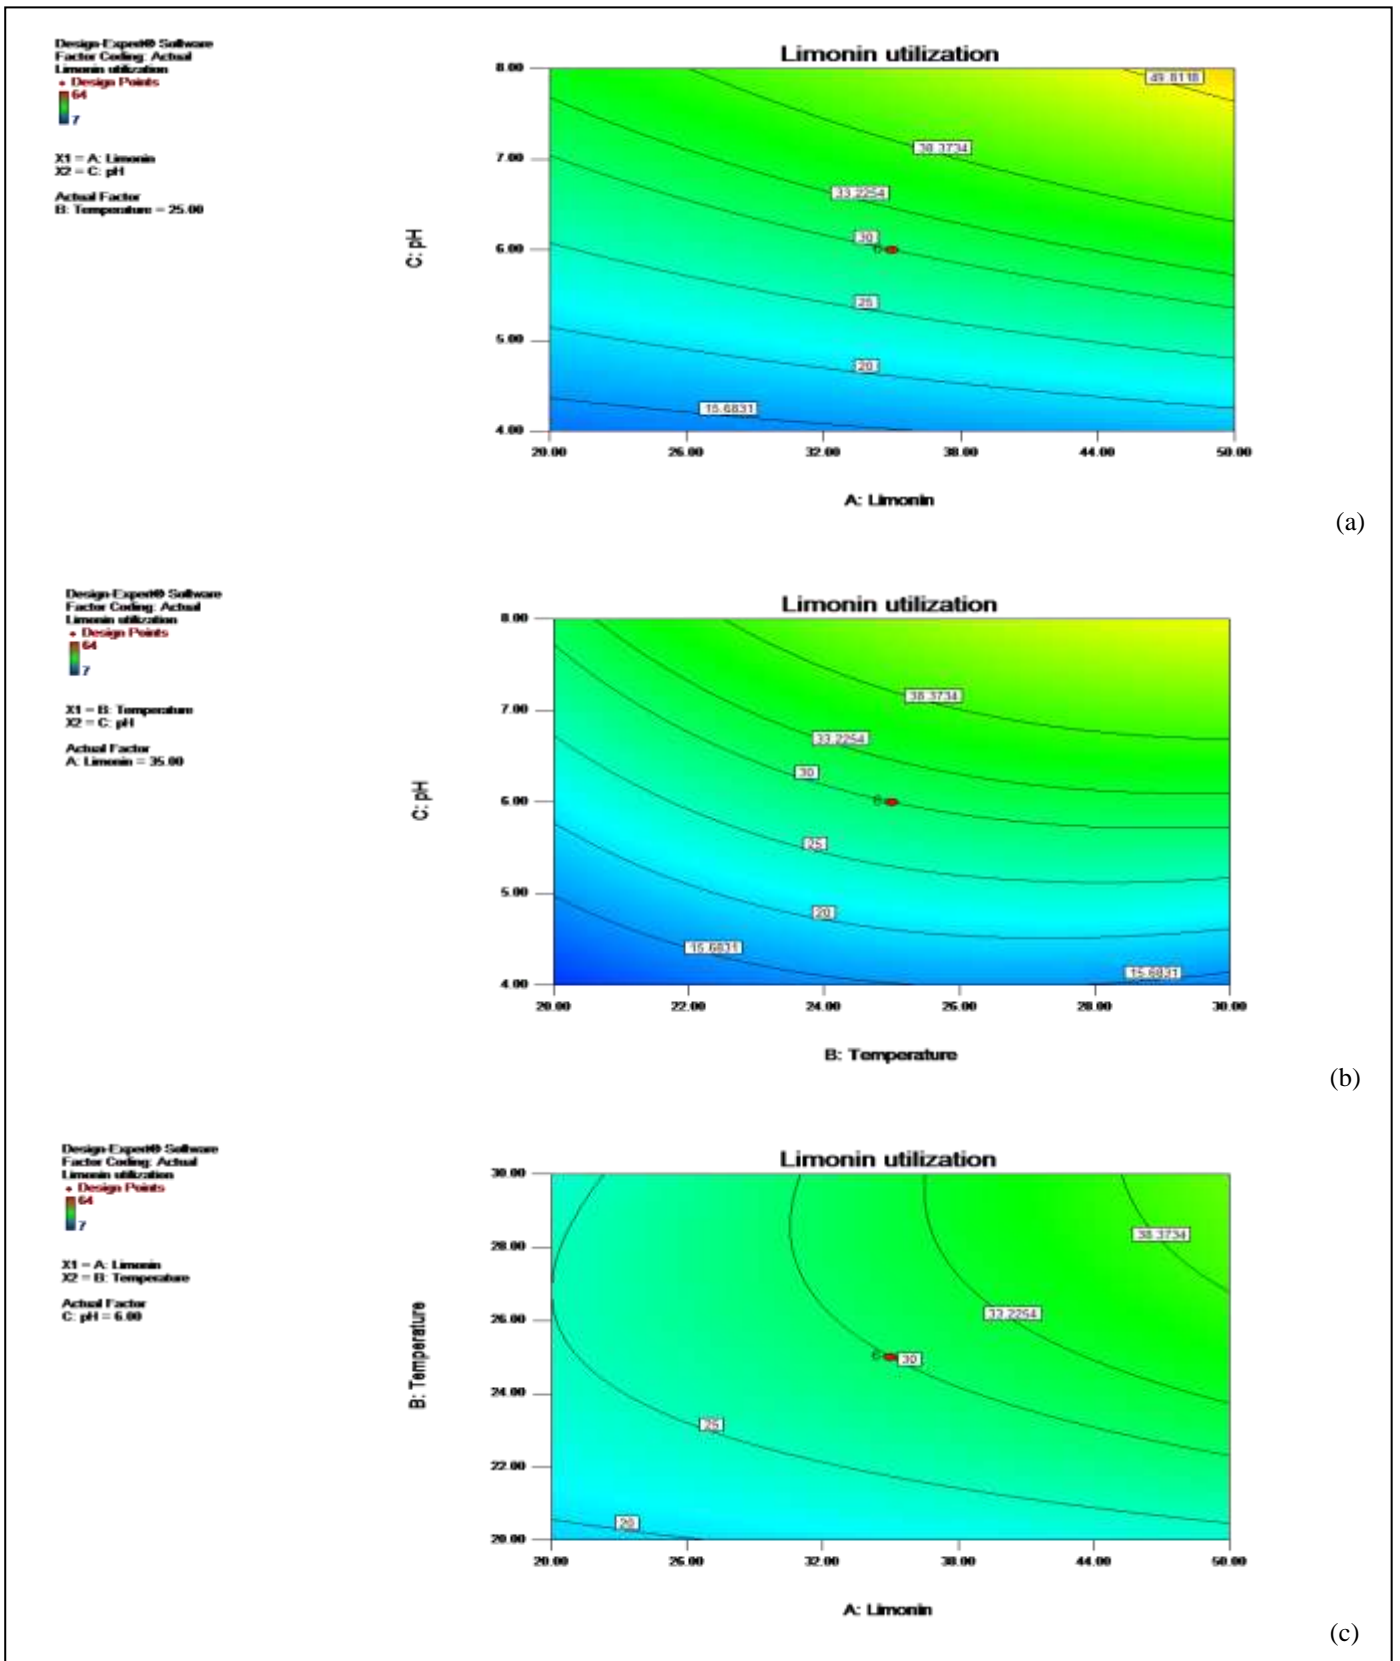 Design-Expert® Software
Factor Coding: Actual
Limonin utilization
Design Points
64
7
X1 = A: Limonin
X2 = C: pH
Actual Factor
B: Temperature = 25.00
Limonin utilization
C: pH
8.00
7.00
6.00
5.00
4.00
49.8118
38.3734
33.2254
30
6
25
20
15.6831
20.00 26.00 32.00 38.00 44.00 50.00
A: Limonin
(a)
Design-Expert® Software
Factor Coding: Actual
Limonin utilization
Design Points
64
7
X1 = B: Temperature
X2 = C: pH
Actual Factor
A: Limonin = 35.00
Limonin utilization
C: pH
8.00
7.00
6.00
5.00
4.00
38.3734
33.2254
30
6
25
20
15.6831
15.6831
20.00 22.00 24.00 26.00 28.00 30.00
B: Temperature
(b)
Design-Expert® Software
Factor Coding: Actual
Limonin utilization
Design Points
64
7
X1 = A: Limonin
X2 = B: Temperature
Actual Factor
C: pH = 6.00
Limonin utilization
B: Temperature
30.00
28.00
26.00
24.00
22.00
20.00
38.3734
33.2254
6
30
25
20
20.00 26.00 32.00 38.00 44.00 50.00
A: Limonin
(c)